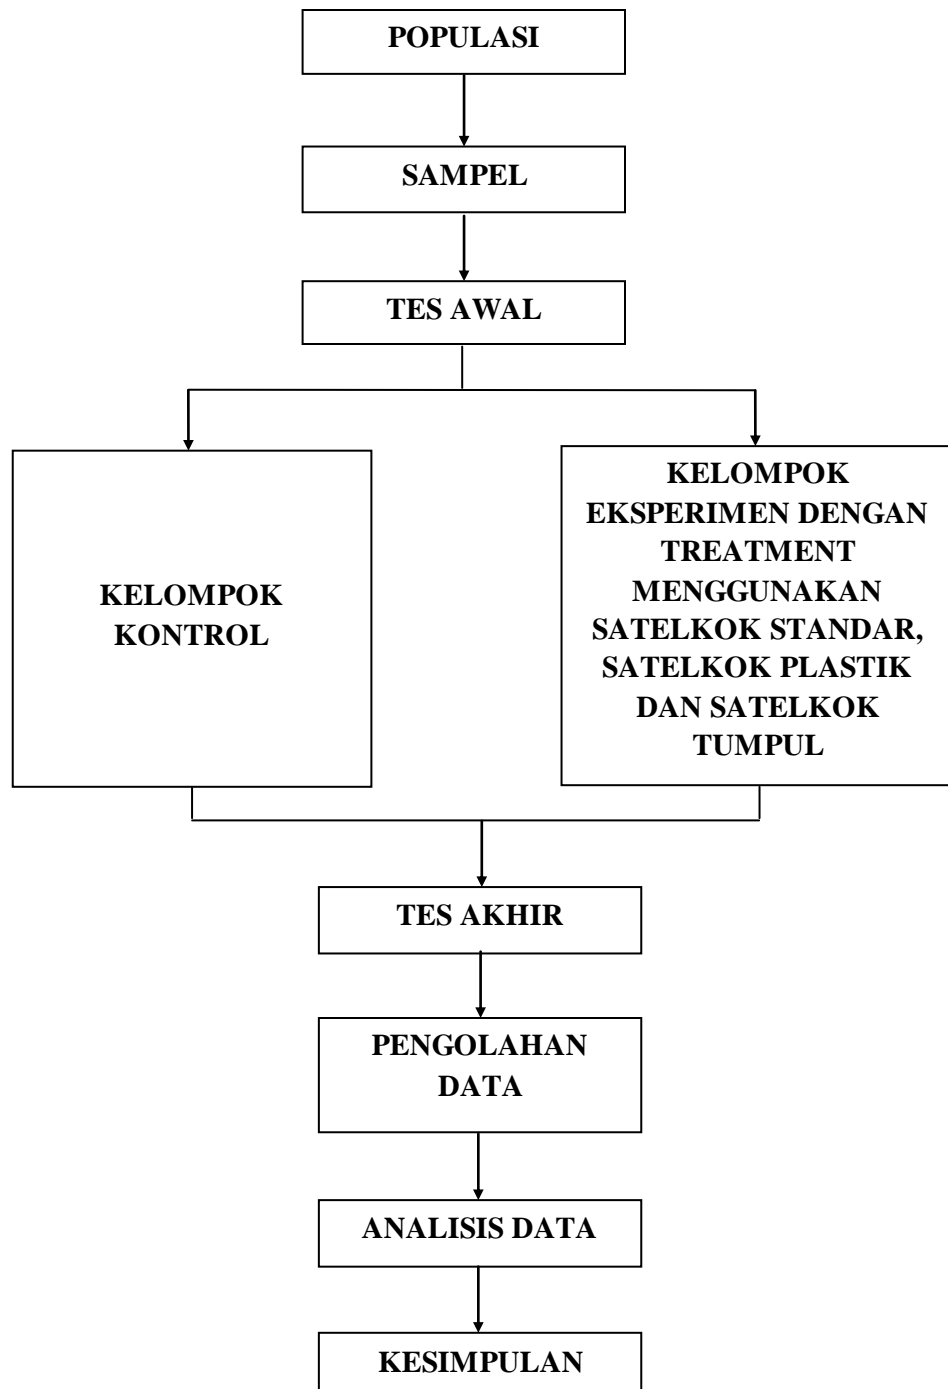 POPULASI
SAMPEL
TES AWAL
KELOMPOK
KONTROL
KELOMPOK
EKSPERIMEN DENGAN
TREATMENT
MENGGUNAKAN
SATELKOK STANDAR,
SATELKOK PLASTIK
DAN SATELKOK
TUMPUL
TES AKHIR
PENGOLAHAN
DATA
ANALISIS DATA
KESIMPULAN